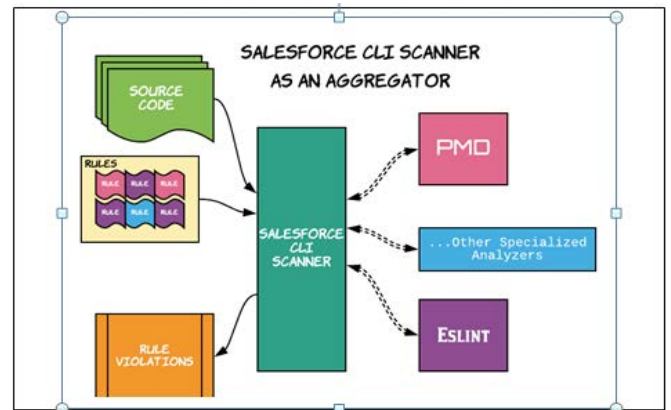 SALESFORCE CLI SCANNER
AS AN AGGREGATOR
SOURCE
CODE
RULES
RULE RULE RULE
RULE RULE RULE
RULE
VIOLATIONS
SALESFORCE
CLI
SCANNER
PMD
...Other Specialized
Analyzers
ESLINT